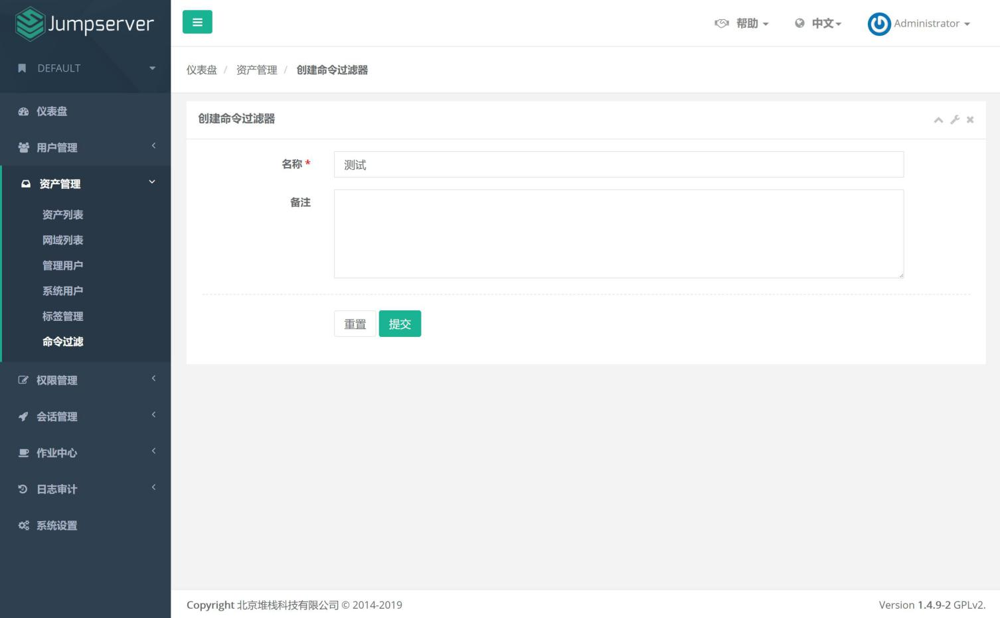 Jumpserver
帮助
中文
Administrator
DEFAULT
仪表盘 / 资产管理 / 创建命令过滤器
仪表盘
用户管理
资产管理
资产列表
网域列表
管理用户
系统用户
标签管理
命令过滤
权限管理
会话管理
作业中心
日志审计
系统设置
创建命令过滤器
名称 *
测试
备注
重置
提交
Copyright 北京堆栈科技有限公司 © 2014-2019
Version 1.4.9-2 GPLv2.